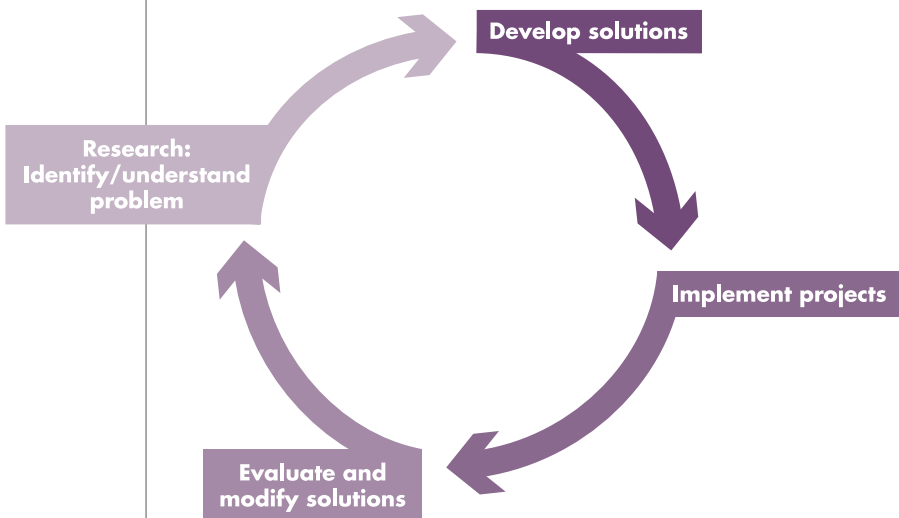 Develop solutions
Research:
Identify/understand
problem
Implement projects
Evaluate and
modify solutions